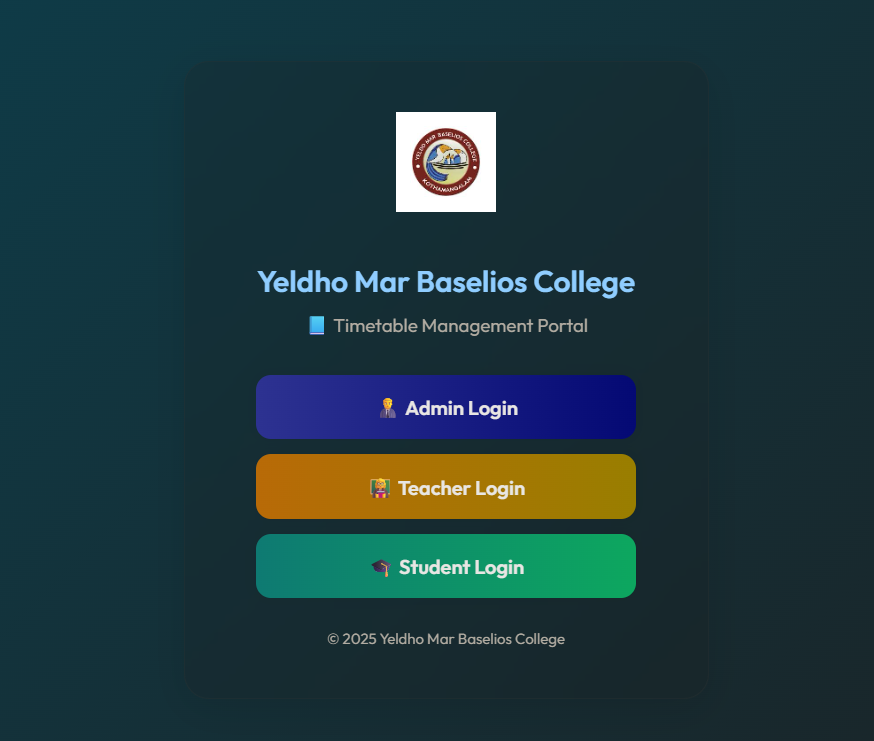 YELDO MAR BASELIOS COLLEGE
KOTHAMANGALAM
Yeldho Mar Baselios College
📘 Timetable Management Portal
👨‍💼 Admin Login
👩‍🏫 Teacher Login
🎓 Student Login
© 2025 Yeldho Mar Baselios College